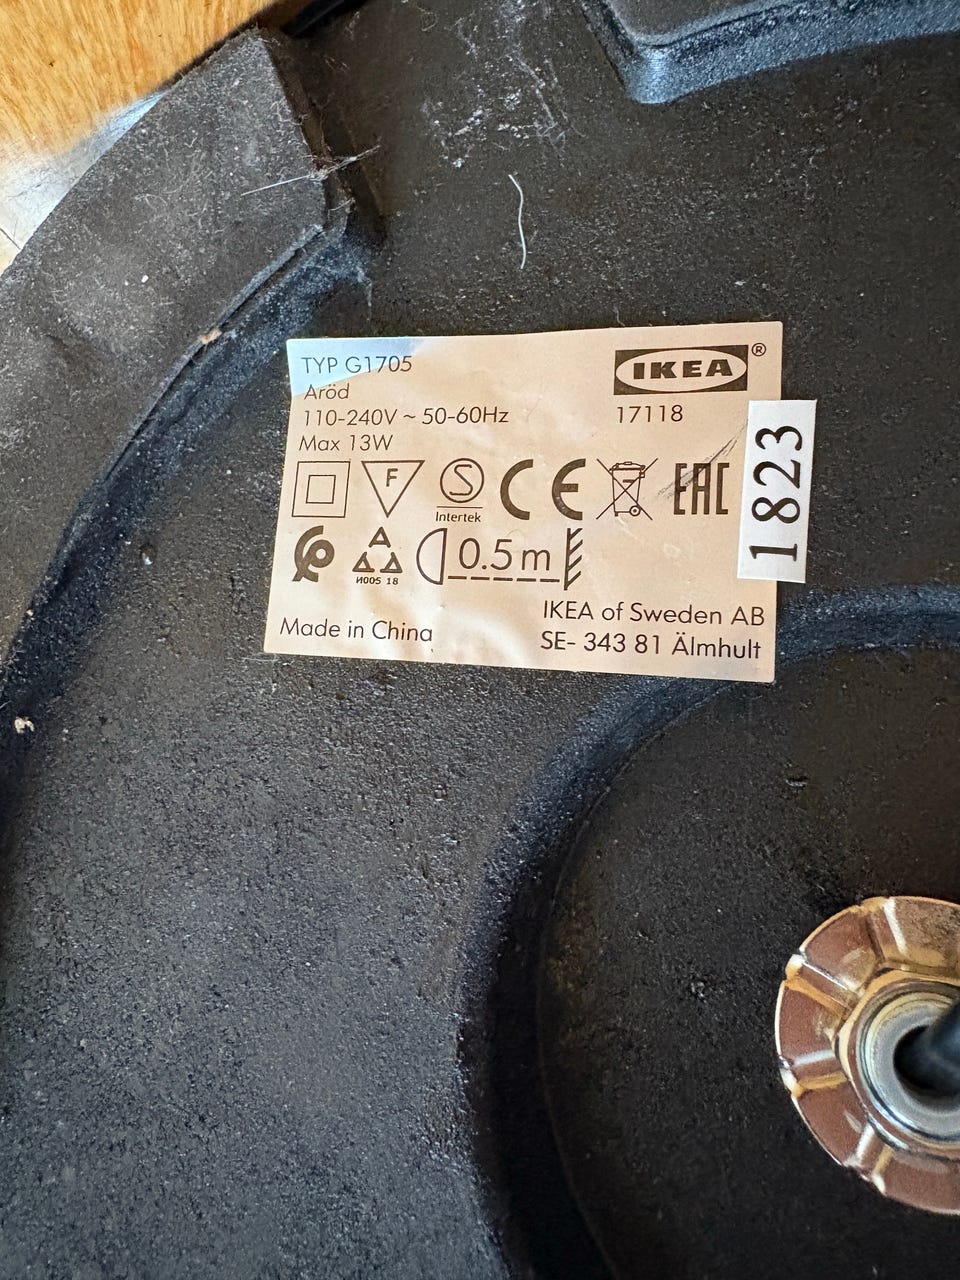 TYP G1705
Aröd
110-240V ~ 50-60Hz
Max 13W
IKEA®
17118
1823
F
S
Intertek
CE
EAC
И005 18
0.5m
Made in China
IKEA of Sweden AB
SE- 343 81 Älmhult